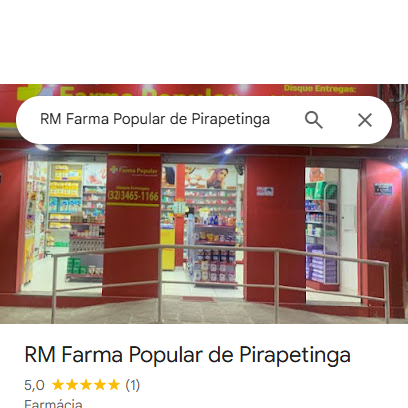 Disque Entregas:
Farma Popular
RM Farma Popular de Pirapetinga
Farma Popular
Disque Entregas
(32)3465-1166
RM Farma Popular de Pirapetinga
5,0 ★★★★★ (1)
Farmácia